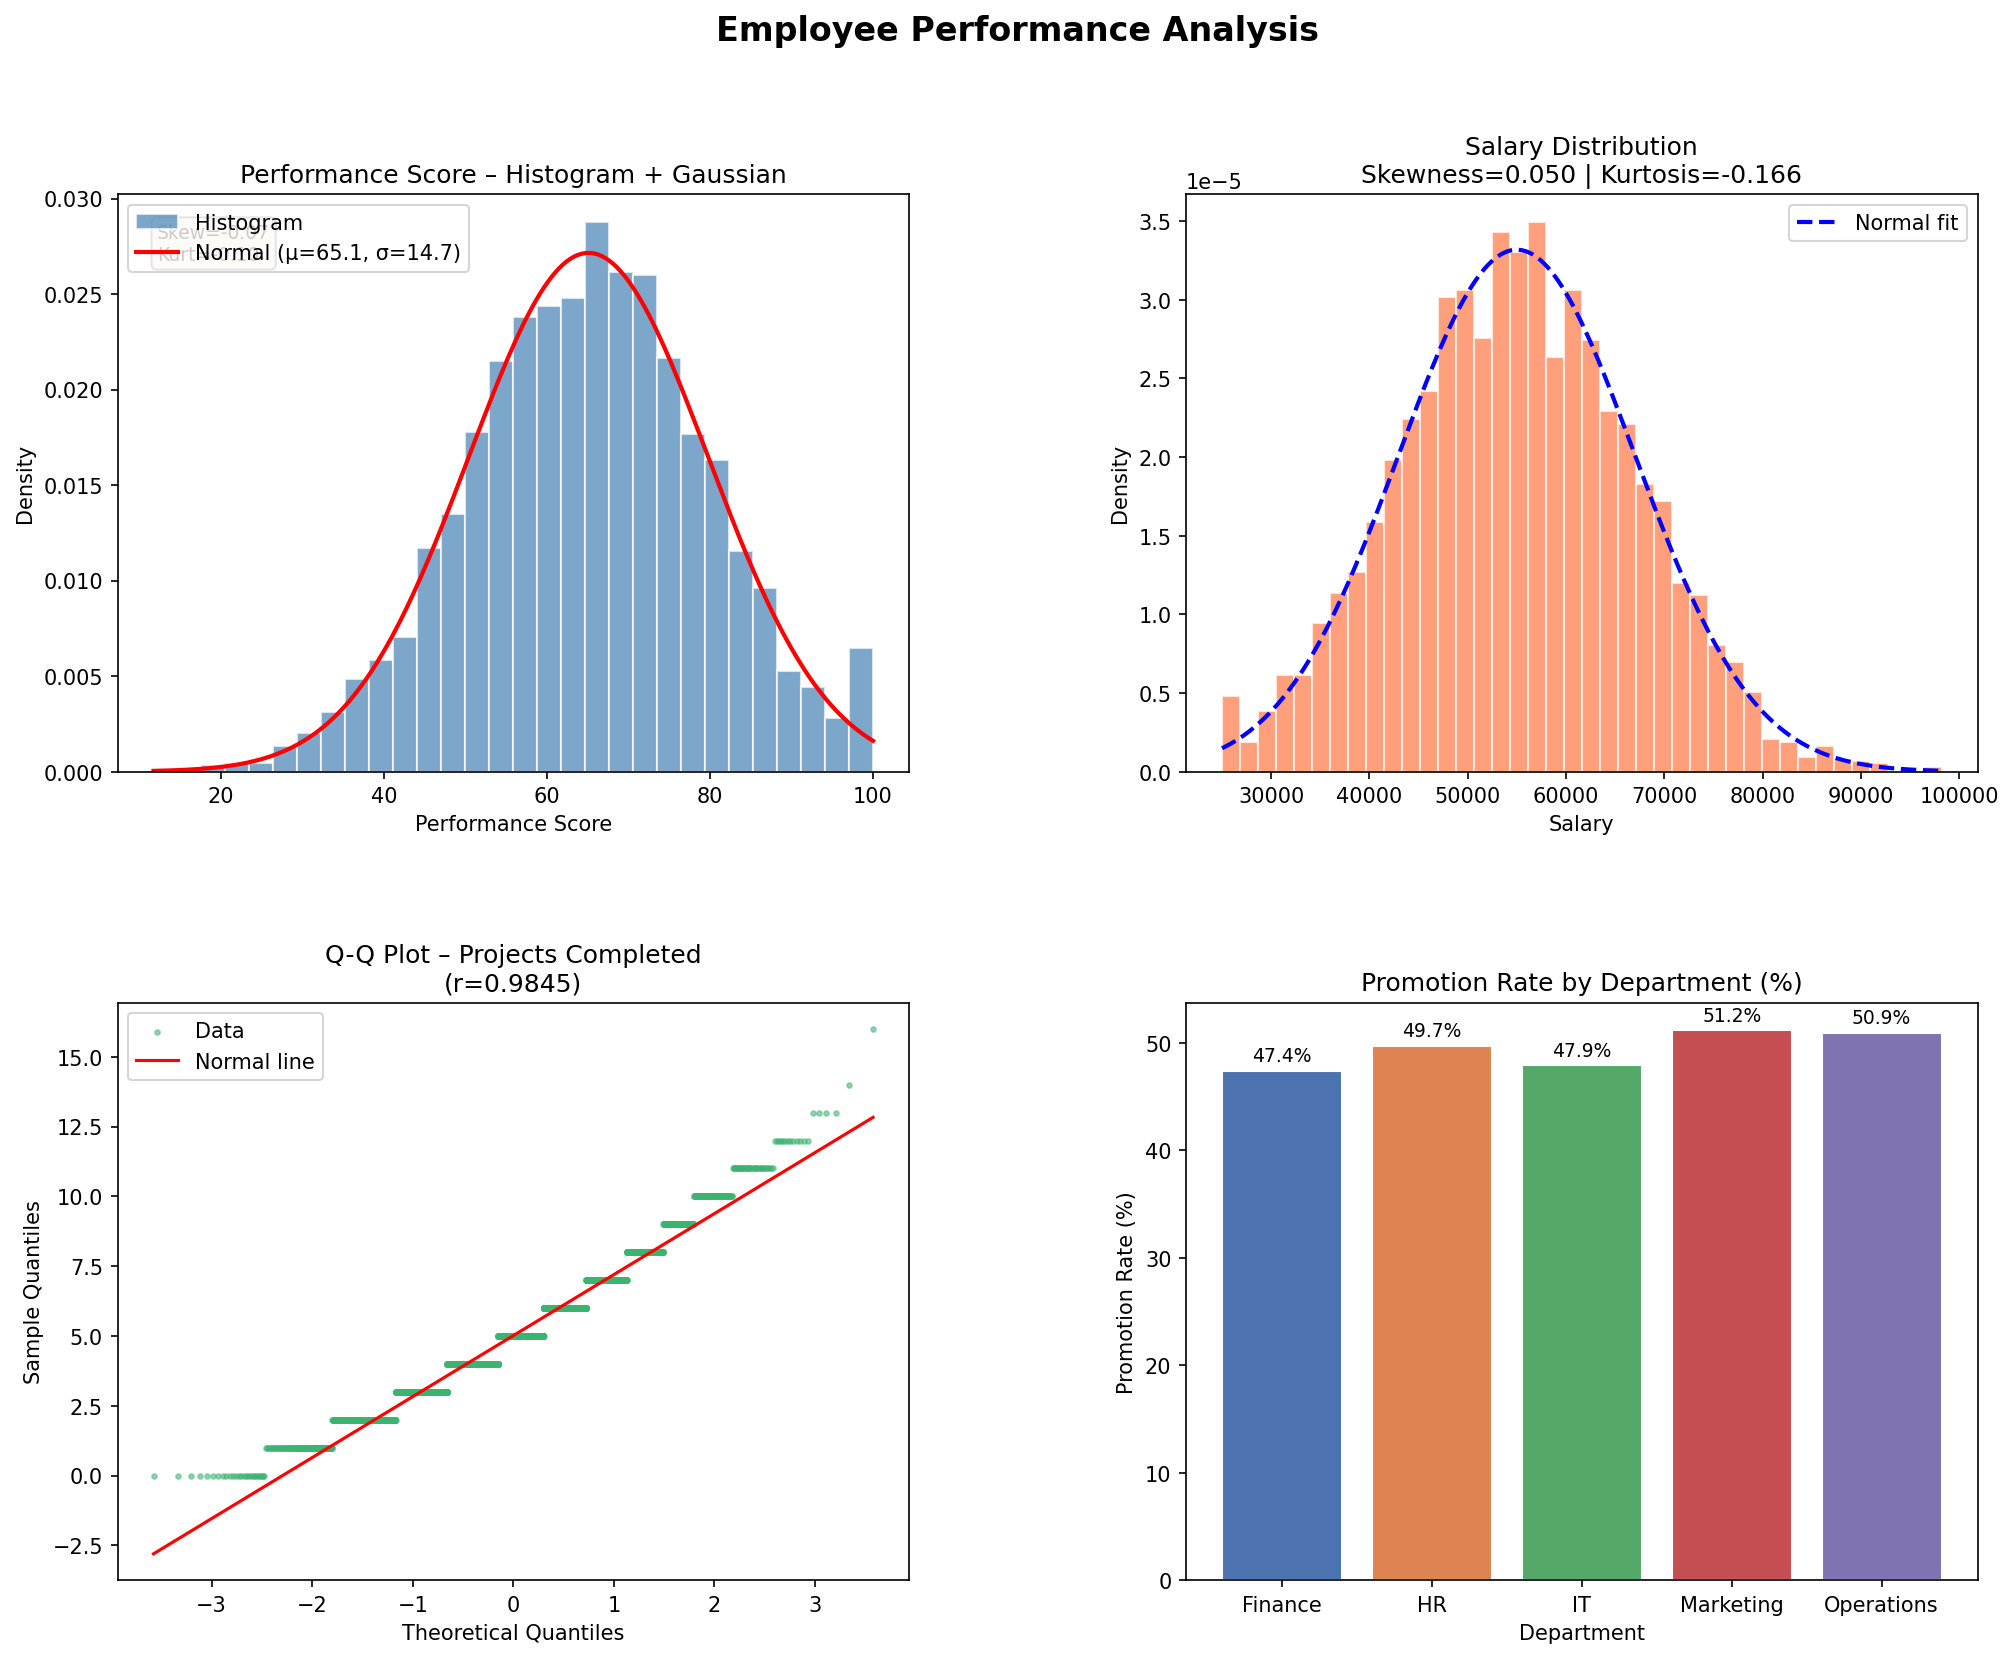 Employee Performance Analysis
Performance Score – Histogram + Gaussian
Histogram
Normal (μ=65.1, σ=14.7)
Skew=-0.07
0.030
0.025
0.020
0.015
0.010
0.005
0.000
Density
20 40 60 80 100
Performance Score
Salary Distribution
Skewness=0.050 | Kurtosis=-0.166
1e−5
Normal fit
3.5
3.0
2.5
2.0
1.5
1.0
0.5
0.0
Density
30000 40000 50000 60000 70000 80000 90000 100000
Salary
Q-Q Plot – Projects Completed
(r=0.9845)
Data
Normal line
15.0
12.5
10.0
7.5
5.0
2.5
0.0
−2.5
Sample Quantiles
−3 −2 −1 0 1 2 3
Theoretical Quantiles
Promotion Rate by Department (%)
47.4% 49.7% 47.9% 51.2% 50.9%
50
40
30
20
10
0
Promotion Rate (%)
Finance HR IT Marketing Operations
Department